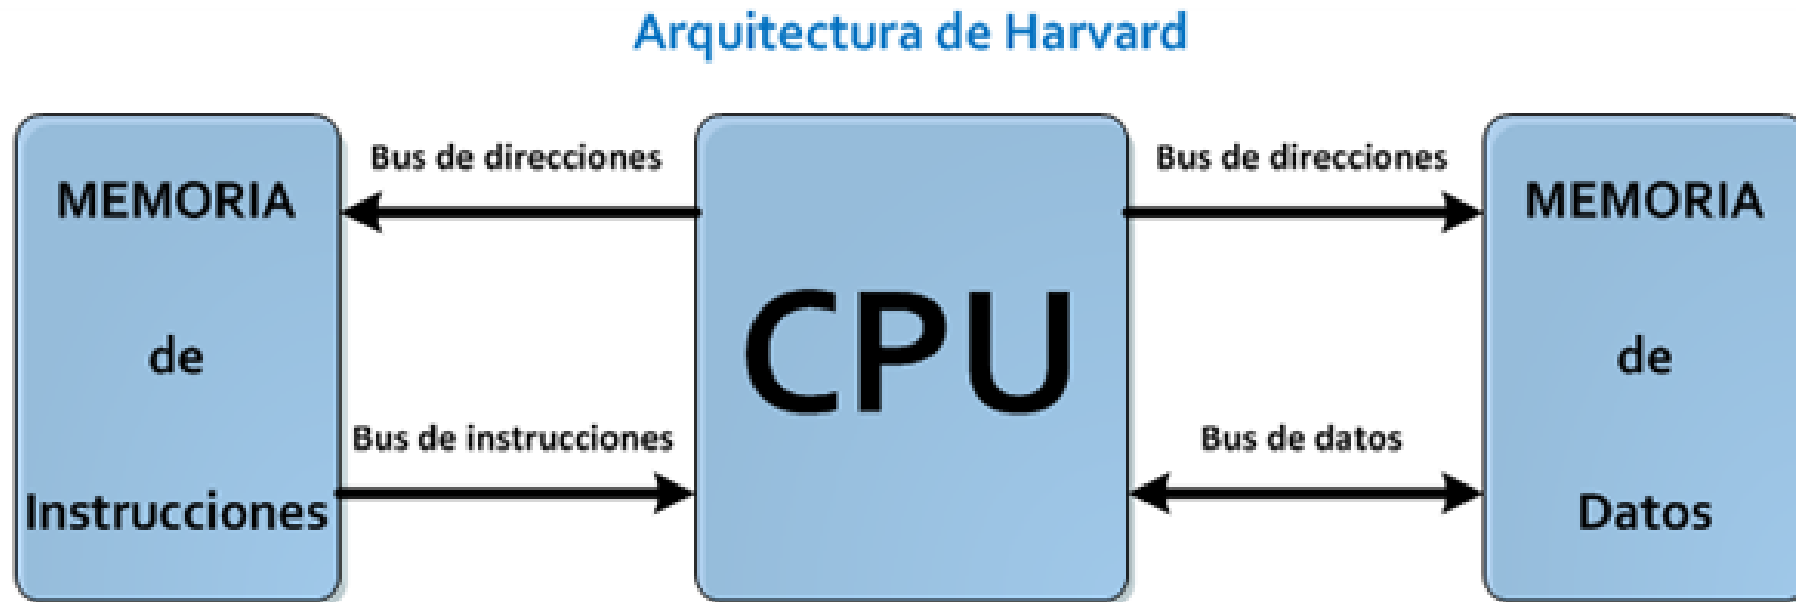 Arquitectura de Harvard
MEMORIA
de
Instrucciones
Bus de direcciones
Bus de instrucciones
CPU
Bus de direcciones
Bus de datos
MEMORIA
de
Datos